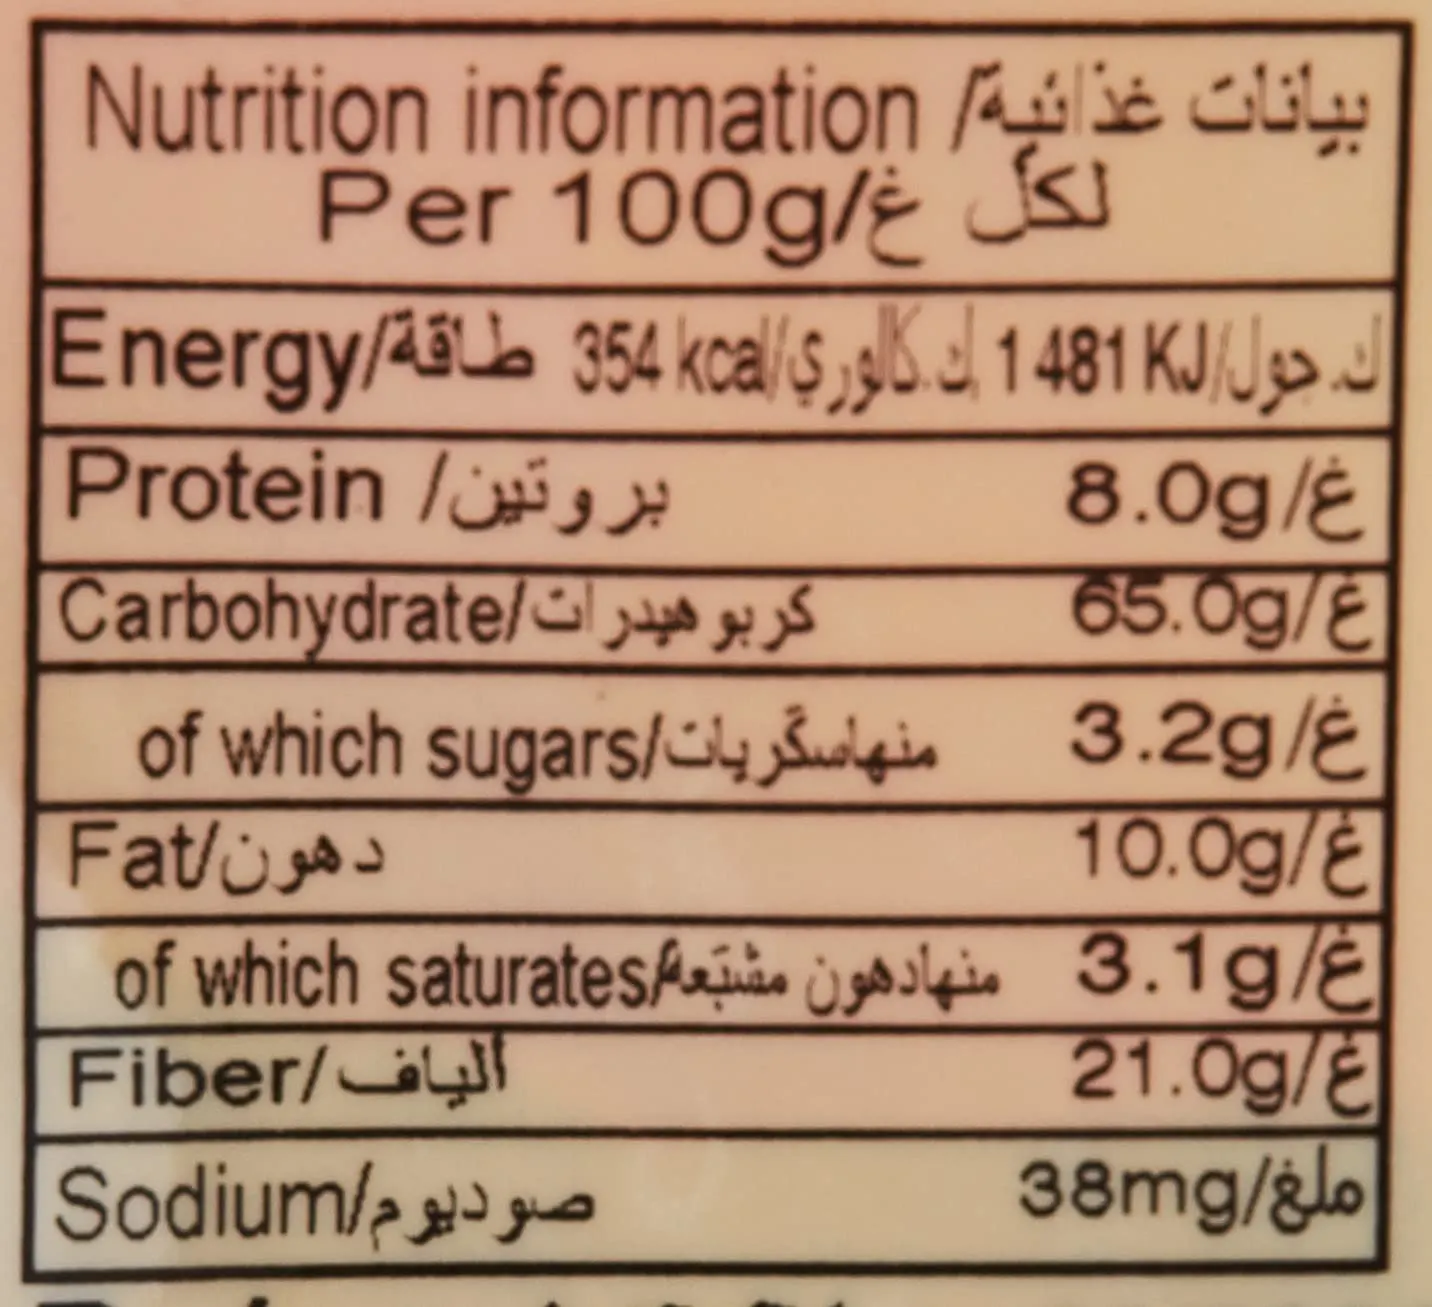 Nutrition information / بيانات غذائية
Per 100g/غ لكل
Energy/طاقة 354 kcal/ك.كالوري 1 481 KJ/ك.جول
Protein /بروتين 8.0g/غ
Carbohydrate/كربوهيدرات 65.0g/غ
of which sugars/منهاسكريات 3.2g/غ
Fat/دهون 10.0g/غ
of which saturates/منهادهون مشبعة 3.1g/غ
Fiber/ألياف 21.0g/غ
Sodium/صوديوم 38mg/ملغ